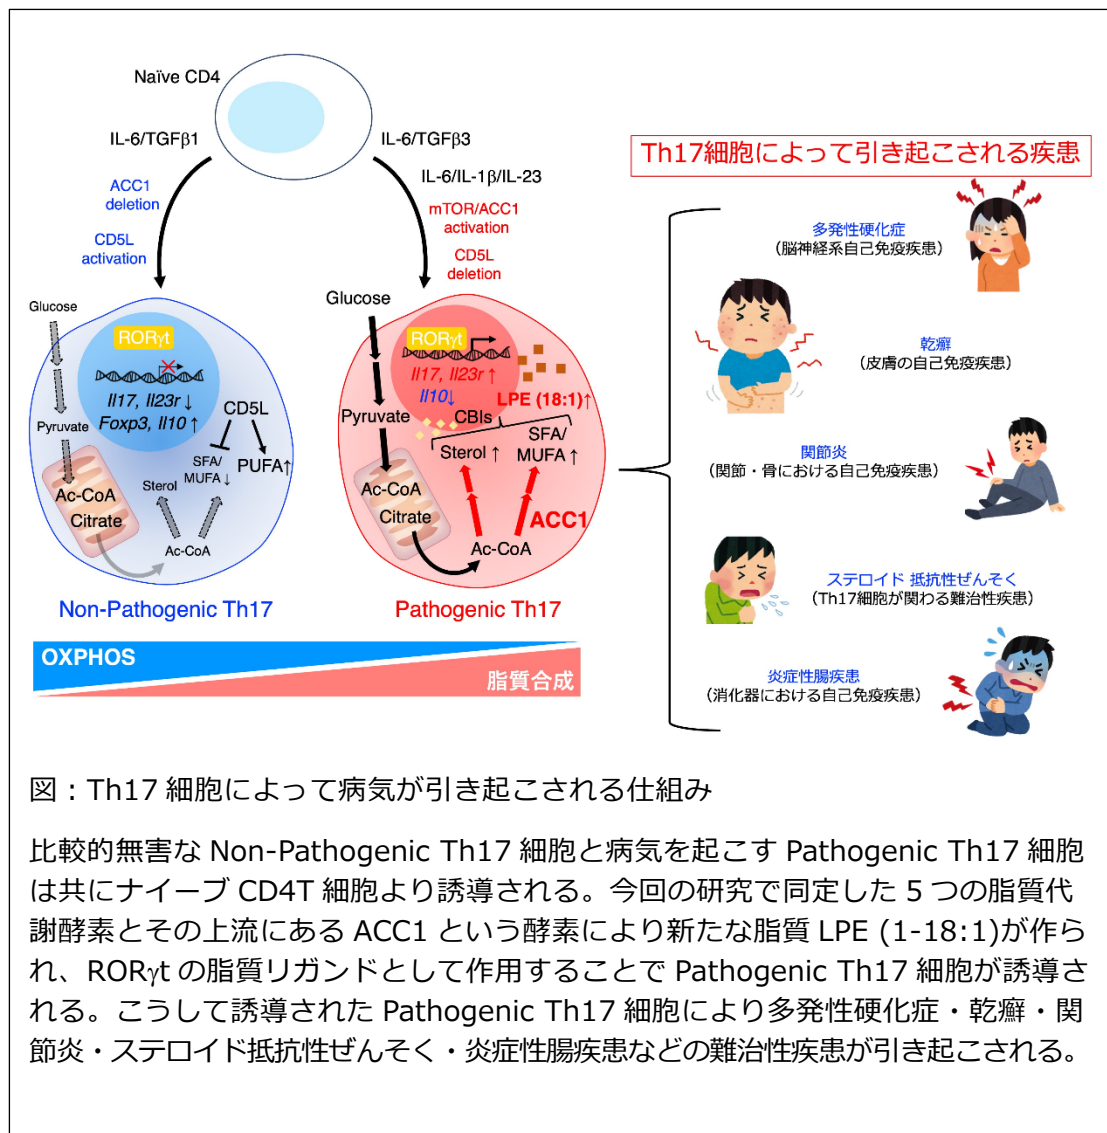 Naïve CD4
IL-6/TGFβ1
ACC1
deletion
CD5L
activation
IL-6/TGFβ3
IL-6/IL-1β/IL-23
mTOR/ACC1
activation
CD5L
deletion
Glucose
RORγt
Il17, Il23r ↓
Foxp3, Il10 ↑
Pyruvate
CD5L
SFA/
MUFA ↓
PUFA↑
Sterol
Ac-CoA
Citrate
Ac-CoA
Non-Pathogenic Th17
Glucose
RORγt
Il17, Il23r ↑
Il10↓
LPE (18:1)↑
Pyruvate
CBIs
Sterol ↑
SFA/
MUFA ↑
Ac-CoA
Citrate
ACC1
Ac-CoA
Pathogenic Th17
OXPHOS
脂質合成
Th17細胞によって引き起こされる疾患
多発性硬化症
（脳神経系自己免疫疾患）
乾癬
（皮膚の自己免疫疾患）
関節炎
（関節・骨における自己免疫疾患）
ステロイド 抵抗性ぜんそく
（Th17細胞が関わる難治性疾患）
炎症性腸疾患
（消化器における自己免疫疾患）
図：Th17 細胞によって病気が引き起こされる仕組み
比較的無害な Non-Pathogenic Th17 細胞と病気を起こす Pathogenic Th17 細胞
は共にナイーブ CD4T 細胞より誘導される。今回の研究で同定した 5 つの脂質代
謝酵素とその上流にある ACC1 という酵素により新たな脂質 LPE (1-18:1)が作ら
れ、RORγt の脂質リガンドとして作用することで Pathogenic Th17 細胞が誘導さ
れる。こうして誘導された Pathogenic Th17 細胞により多発性硬化症・乾癬・関
節炎・ステロイド抵抗性ぜんそく・炎症性腸疾患などの難治性疾患が引き起こされる。